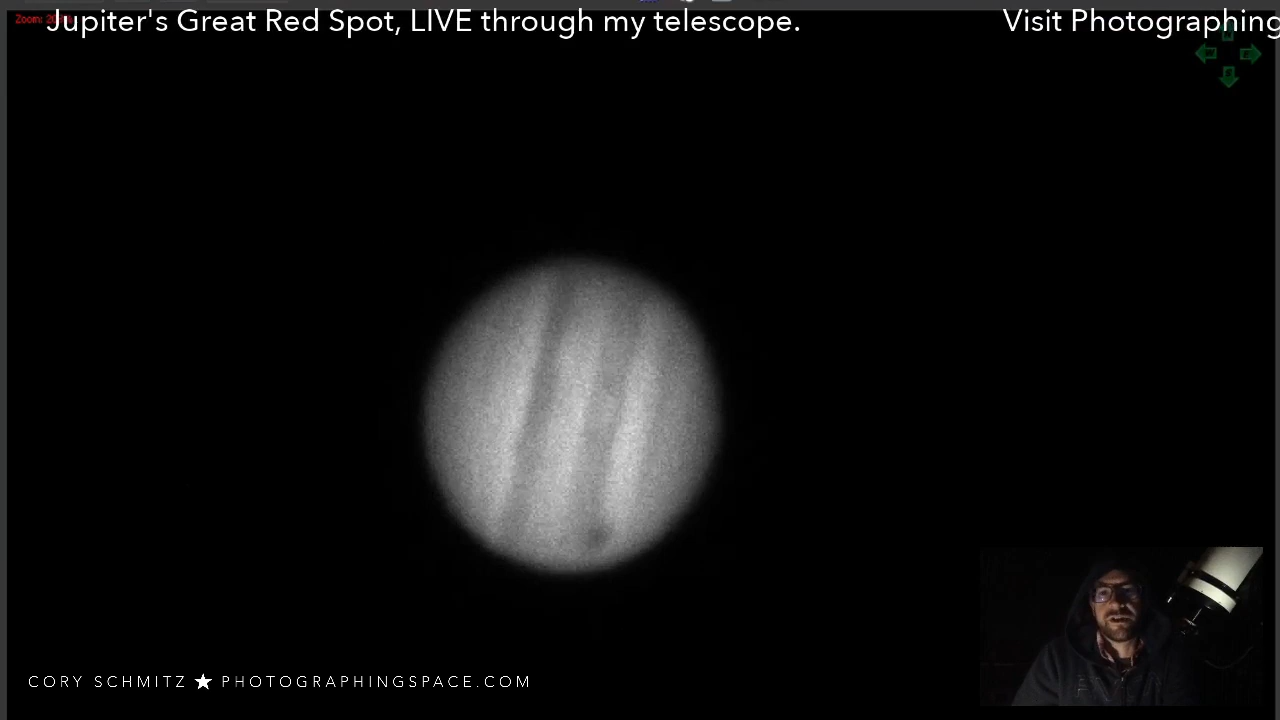 Jupiter's Great Red Spot, LIVE through my telescope. Visit Photographing
CORY SCHMITZ ★ PHOTOGRAPHINGSPACE.COM